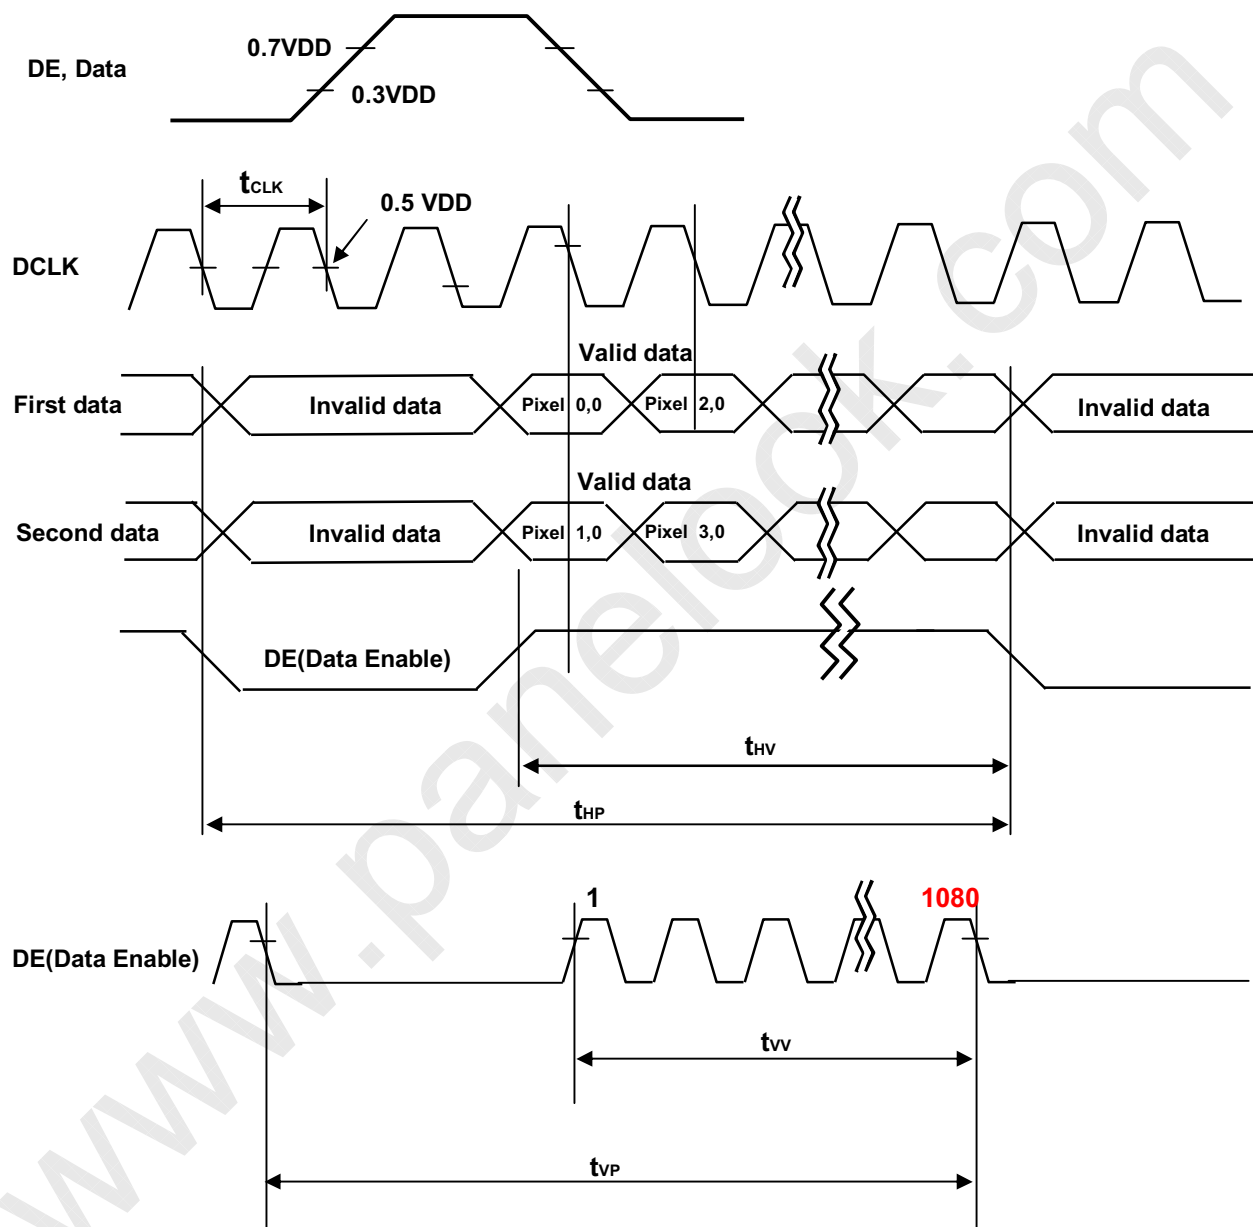 0.7VDD
DE, Data
0.3VDD
tCLK
0.5 VDD
DCLK
Valid data
First data
Invalid data
Pixel 0,0
Pixel 2,0
Invalid data
Valid data
Second data
Invalid data
Pixel 1,0
Pixel 3,0
Invalid data
DE(Data Enable)
tHV
tHP
1
1080
DE(Data Enable)
tVV
tVP
www.panelook.com